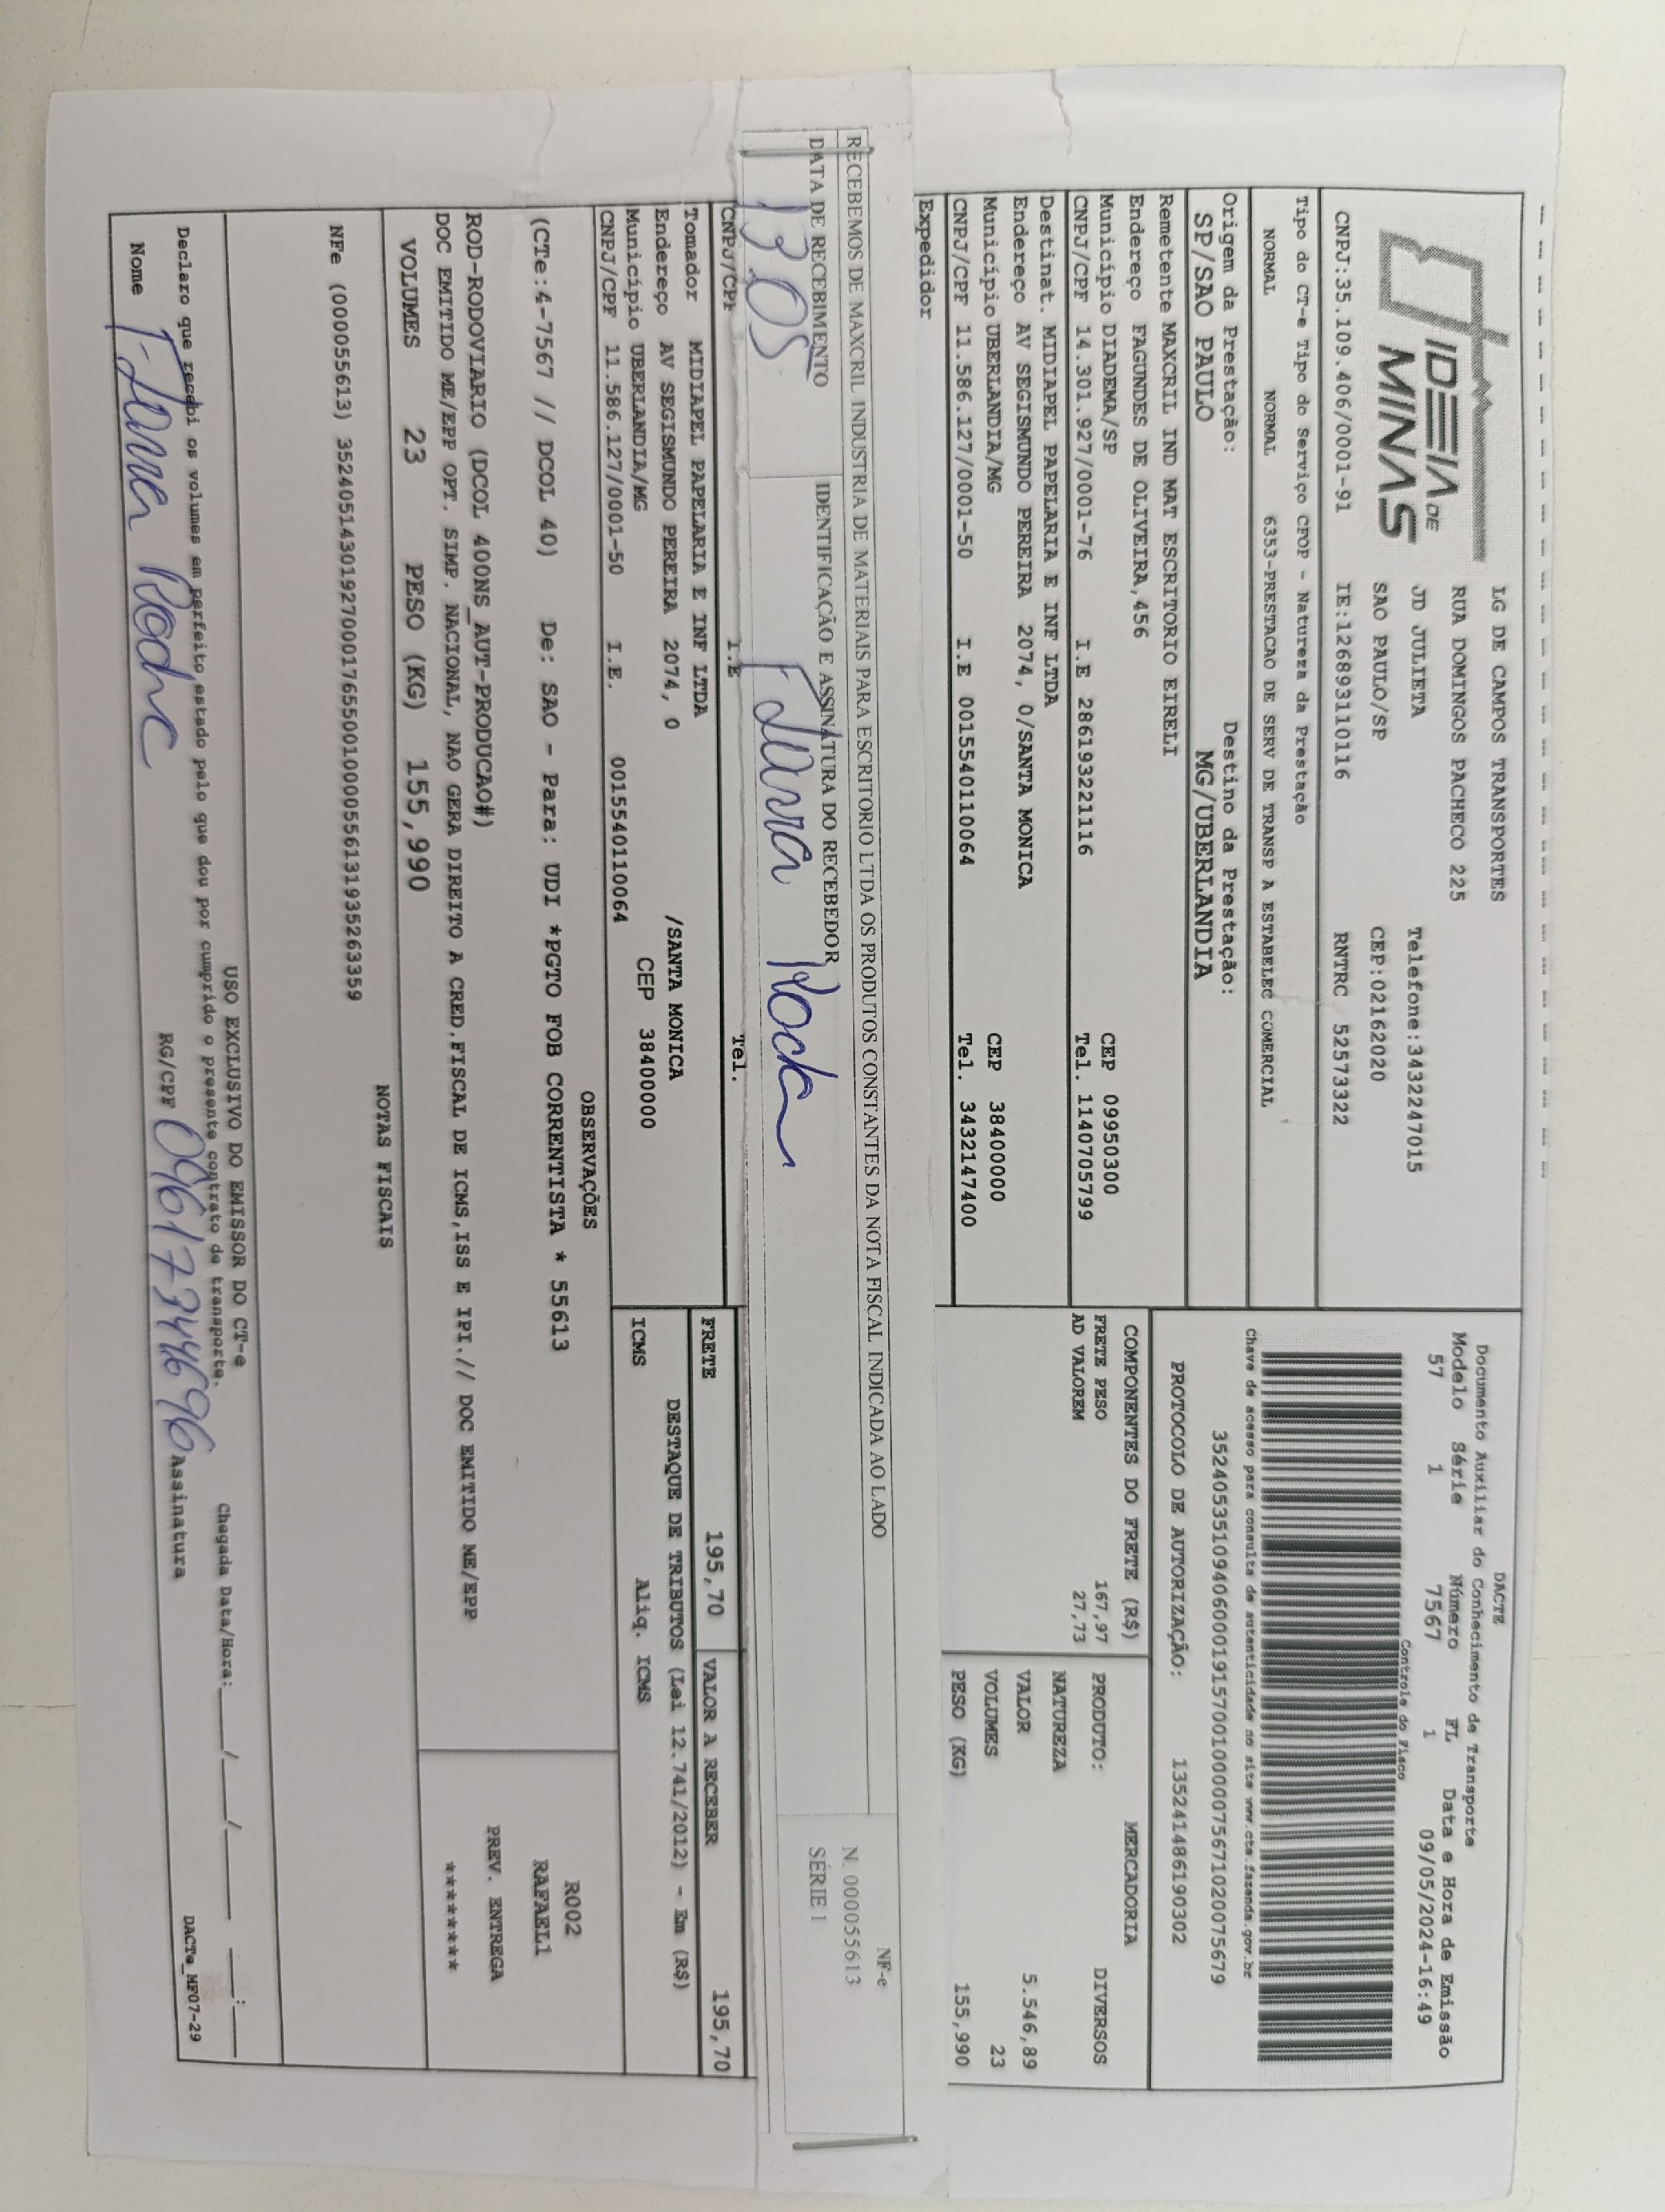 IDEIA DE
MINAS
LG DE CAMPOS TRANSPORTES
RUA DOMINGOS PACHECO 225
JD JULIETA Telefone:3432247015
SAO PAULO/SP CEP:02162020
CNPJ:35.109.406/0001-91 IE:126893110116 RNTRC 52573322
Tipo do CT-e Tipo do Serviço CFOP - Natureza da Prestação
NORMAL NORMAL 6353-PRESTACAO DE SERV DE TRANSP A ESTABELEC COMERCIAL
Origem da Prestação: Destino da Prestação:
SP/SAO PAULO MG/UBERLANDIA
DACTE
Documento Auxiliar do Conhecimento de Transporte
Modelo Série Número FL Data e Hora de Emissão
57 1 7567 1 09/05/2024-16:49
Controle do Fisco
Chave de acesso para consulta de autenticidade no site www.cte.fazenda.gov.br
35240535109406000191570010000075671020075679
PROTOCOLO DE AUTORIZAÇÃO: 135241486190302
Remetente MAXCRIL IND MAT ESCRITORIO EIRELI
Endereço FAGUNDES DE OLIVEIRA,456
Município DIADEMA/SP CEP 09950300
CNPJ/CPF 14.301.927/0001-76 I.E 286193221116 Tel. 1140705799
Destinat. MIDIAPEL PAPELARIA E INF LTDA
Endereço AV SEGISMUNDO PEREIRA 2074, 0/SANTA MONICA
Município UBERLANDIA/MG CEP 38400000
CNPJ/CPF 11.586.127/0001-50 I.E 0015540110064 Tel. 3432147400
Expedidor
COMPONENTES DO FRETE (R$)
FRETE PESO 167,97
AD VALOREM 27,73
MERCADORIA
PRODUTO: DIVERSOS
NATUREZA
VALOR 5.546,89
VOLUMES 23
PESO (KG) 155,990
RECEBEMOS DE MAXCRIL INDUSTRIA DE MATERIAIS PARA ESCRITORIO LTDA OS PRODUTOS CONSTANTES DA NOTA FISCAL INDICADA AO LADO
DATA DE RECEBIMENTO IDENTIFICAÇÃO E ASSINATURA DO RECEBEDOR
NF-e
N. 000055613
SÉRIE 1
CNPJ/CPF I.E Tel.
Tomador MIDIAPEL PAPELARIA E INF LTDA
Endereço AV SEGISMUNDO PEREIRA 2074, 0 /SANTA MONICA
Município UBERLANDIA/MG CEP 38400000
CNPJ/CPF 11.586.127/0001-50 I.E. 0015540110064
FRETE 195,70 VALOR A RECEBER 195,70
DESTAQUE DE TRIBUTOS (Lei 12.741/2012) - Em (R$)
ICMS Aliq. ICMS
OBSERVAÇÕES
(CTe:4-7567 // DCOL 40) De: SAO - Para: UDI *PGTO FOB CORRENTISTA * 55613
ROD-RODOVIARIO (DCOL 400NS_AUT-PRODUCAO#)
DOC EMITIDO ME/EPP OPT. SIMP. NACIONAL, NAO GERA DIREITO A CRED.FISCAL DE ICMS,ISS E IPI.// DOC EMITIDO ME/EPP
R002
RAFAEL1
PREV. ENTREGA
********
VOLUMES 23 PESO (KG) 155,990
NOTAS FISCAIS
NFe (000055613) 35240514301927000176550010000556131935263359
USO EXCLUSIVO DO EMISSOR DO CT-e
Declaro que recebi os volumes em perfeito estado pelo que dou por cumprido o presente contrato de transporte.
Chegada Data/Hora:____/____/____ ___:___
Nome RG/CPF Assinatura
DACTe_MF07-29